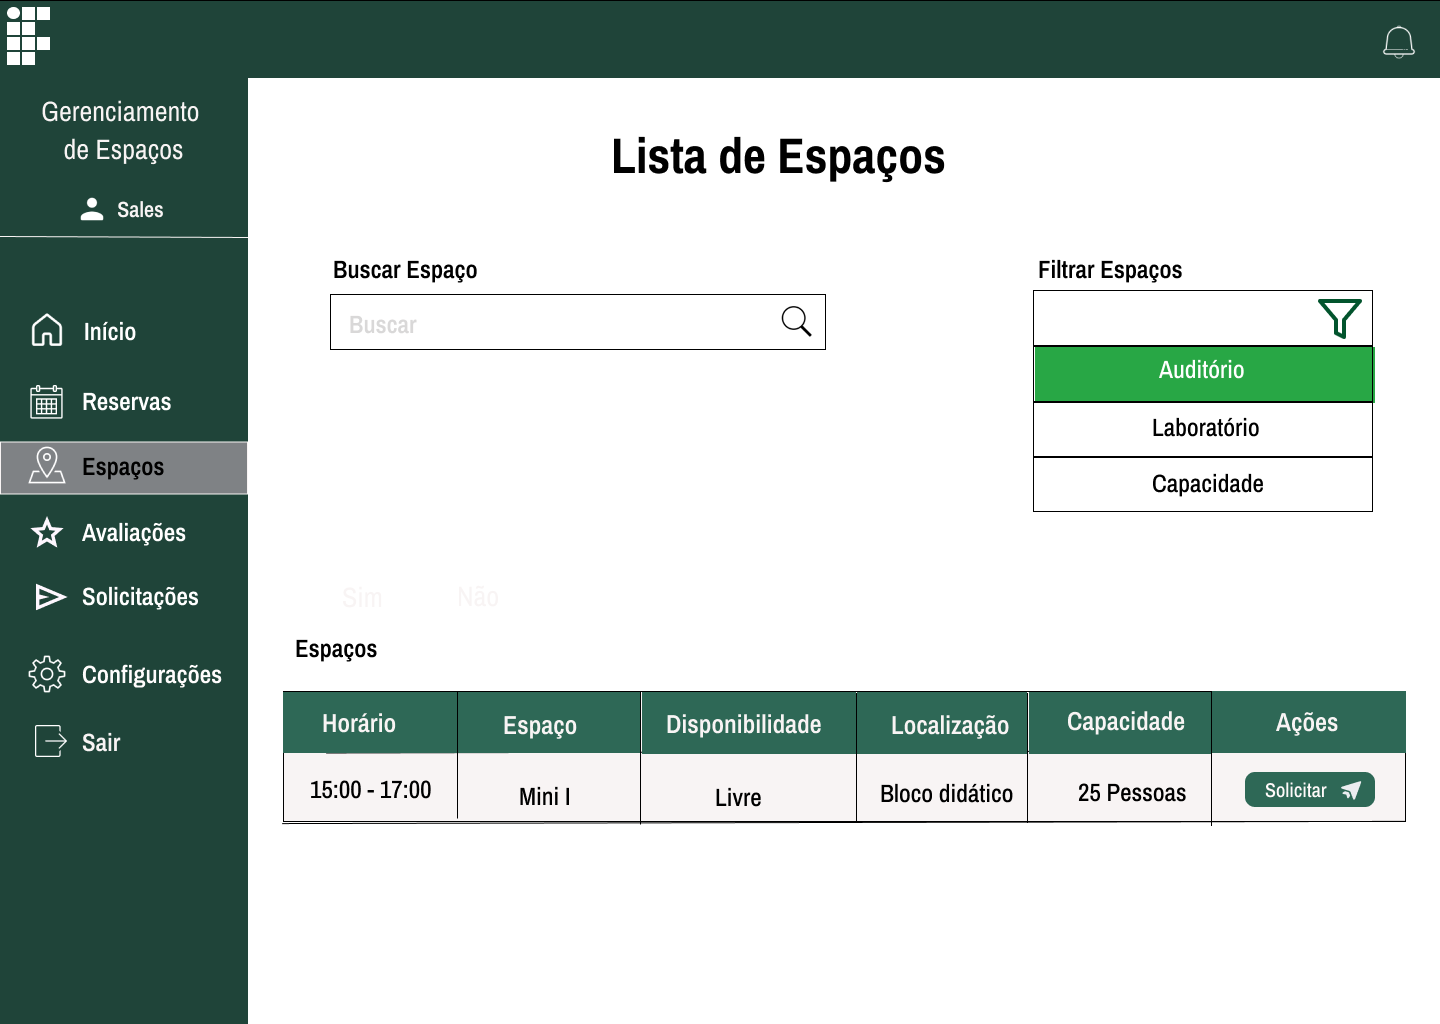 Gerenciamento
de Espaços
Sales
Início
Reservas
Espaços
Avaliações
Solicitações
Configurações
Sair
Lista de Espaços
Buscar Espaço
Buscar
Filtrar Espaços
Auditório
Laboratório
Capacidade
Sim Não
Espaços
Horário Espaço Disponibilidade Localização Capacidade Ações
15:00 - 17:00 Mini I Livre Bloco didático 25 Pessoas Solicitar